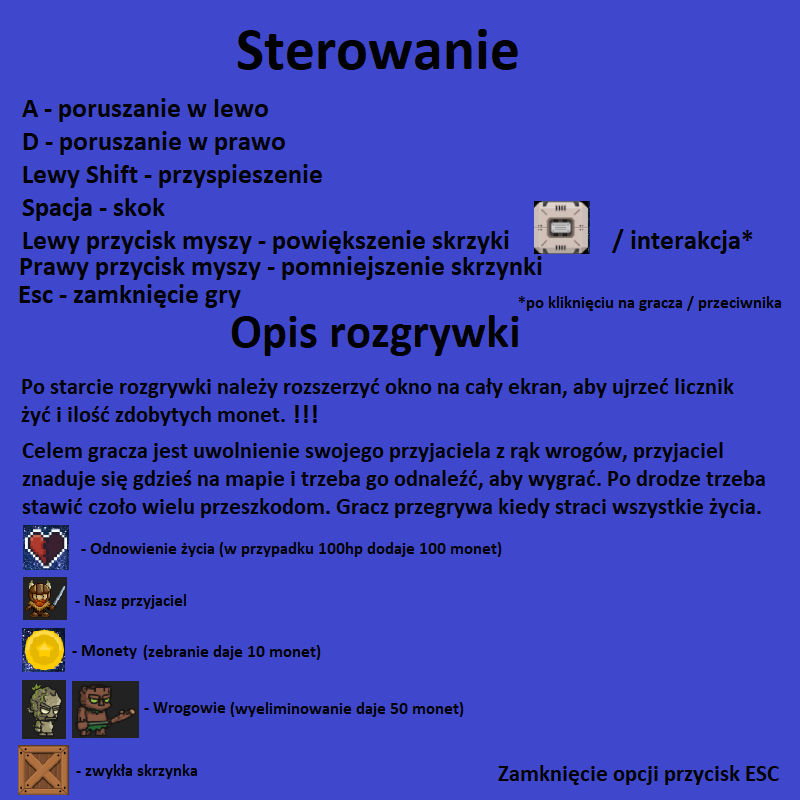 Sterowanie
A - poruszanie w lewo
D - poruszanie w prawo
Lewy Shift - przyspieszenie
Spacja - skok
Lewy przycisk myszy - powiększenie skrzyki / interakcja*
Prawy przycisk myszy - pomniejszenie skrzynki
Esc - zamknięcie gry
*po kliknięciu na gracza / przeciwnika
Opis rozgrywki
Po starcie rozgrywki należy rozszerzyć okno na cały ekran, aby ujrzeć licznik
żyć i ilość zdobytych monet. !!!
Celem gracza jest uwolnienie swojego przyjaciela z rąk wrogów, przyjaciel
znaduje się gdzieś na mapie i trzeba go odnaleźć, aby wygrać. Po drodze trzeba
stawić czoło wielu przeszkodom. Gracz przegrywa kiedy straci wszystkie życia.
- Odnowienie życia (w przypadku 100hp dodaje 100 monet)
- Nasz przyjaciel
- Monety (zebranie daje 10 monet)
- Wrogowie (wyeliminowanie daje 50 monet)
- zwykła skrzynka
Zamknięcie opcji przycisk ESC